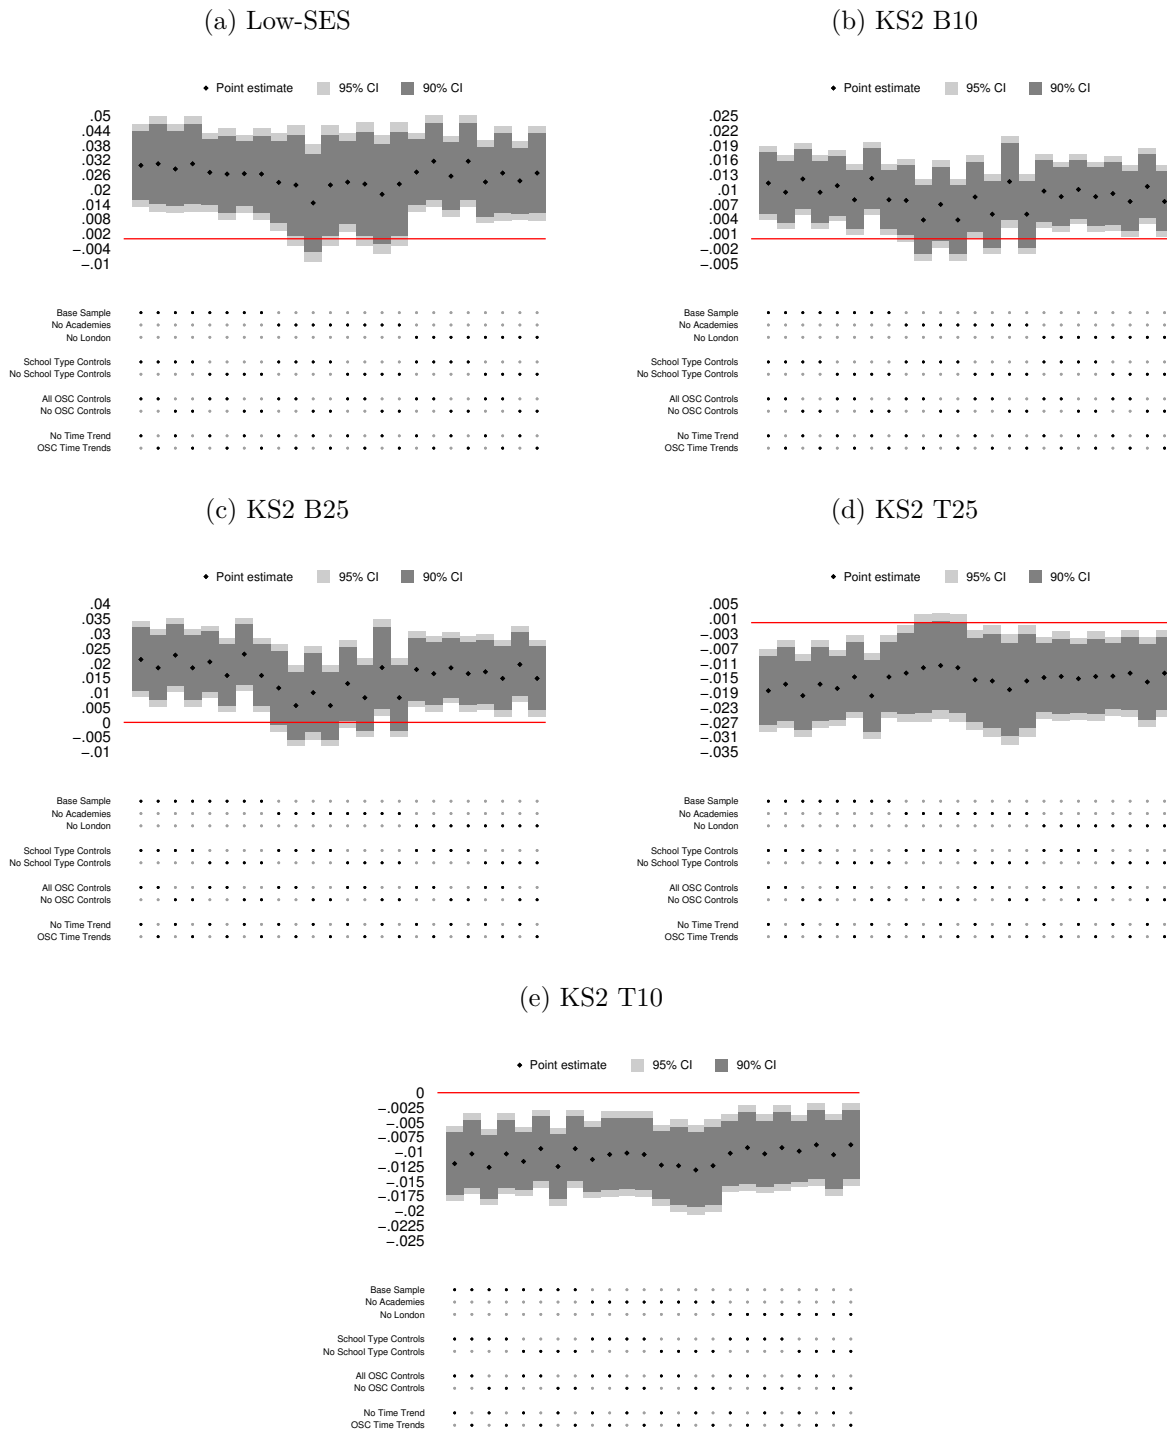 (a) Low-SES
Point estimate 95% CI 90% CI
.05
.044
.038
.032
.026
.02
.014
.008
.002
−.004
−.01
Base Sample
No Academies
No London
School Type Controls
No School Type Controls
All OSC Controls
No OSC Controls
No Time Trend
OSC Time Trends
(b) KS2 B10
Point estimate 95% CI 90% CI
.025
.022
.019
.016
.013
.01
.007
.004
.001
−.002
−.005
Base Sample
No Academies
No London
School Type Controls
No School Type Controls
All OSC Controls
No OSC Controls
No Time Trend
OSC Time Trends
(c) KS2 B25
Point estimate 95% CI 90% CI
.04
.035
.03
.025
.02
.015
.01
.005
0
−.005
−.01
Base Sample
No Academies
No London
School Type Controls
No School Type Controls
All OSC Controls
No OSC Controls
No Time Trend
OSC Time Trends
(d) KS2 T25
Point estimate 95% CI 90% CI
.005
.001
−.003
−.007
−.011
−.015
−.019
−.023
−.027
−.031
−.035
Base Sample
No Academies
No London
School Type Controls
No School Type Controls
All OSC Controls
No OSC Controls
No Time Trend
OSC Time Trends
(e) KS2 T10
Point estimate 95% CI 90% CI
0
−.0025
−.005
−.0075
−.01
−.0125
−.015
−.0175
−.02
−.0225
−.025
Base Sample
No Academies
No London
School Type Controls
No School Type Controls
All OSC Controls
No OSC Controls
No Time Trend
OSC Time Trends